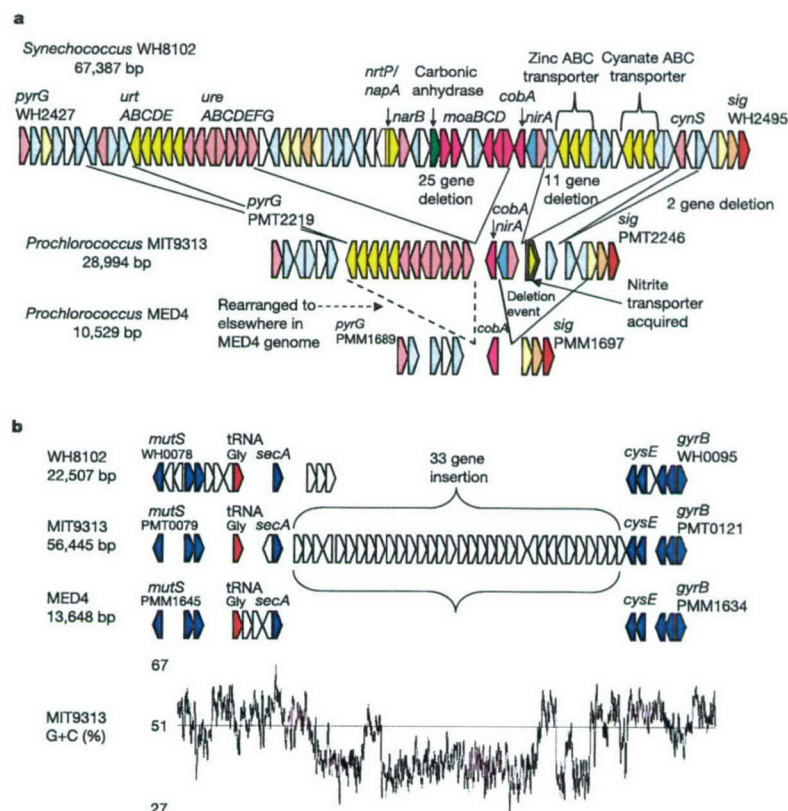 a
Synechococcus WH8102
67,387 bp
pyrG
WH2427
urt
ABCDE
ure
ABCDEFG
nrtP/
napA
Carbonic
anhydrase
narB
moaBCD
cobA
nirA
Zinc ABC
transporter
Cyanate ABC
transporter
cynS
sig
WH2495
25 gene
deletion
11 gene
deletion
2 gene deletion
pyrG
PMT2219
cobA
nirA
sig
PMT2246
Prochlorococcus MIT9313
28,994 bp
Deletion
event
Nitrite
transporter
acquired
Prochlorococcus MED4
10,529 bp
Rearranged to
elsewhere in
MED4 genome
pyrG
PMM1689
cobA
sig
PMM1697
b
WH8102
22,507 bp
mutS
WH0078
tRNA
Gly
secA
33 gene
insertion
cysE
gyrB
WH0095
MIT9313
56,445 bp
mutS
PMT0079
tRNA
Gly
secA
cysE
gyrB
PMT0121
MED4
13,648 bp
mutS
PMM1645
tRNA
Gly
secA
cysE
gyrB
PMM1634
67
MIT9313
G+C (%)
51
27